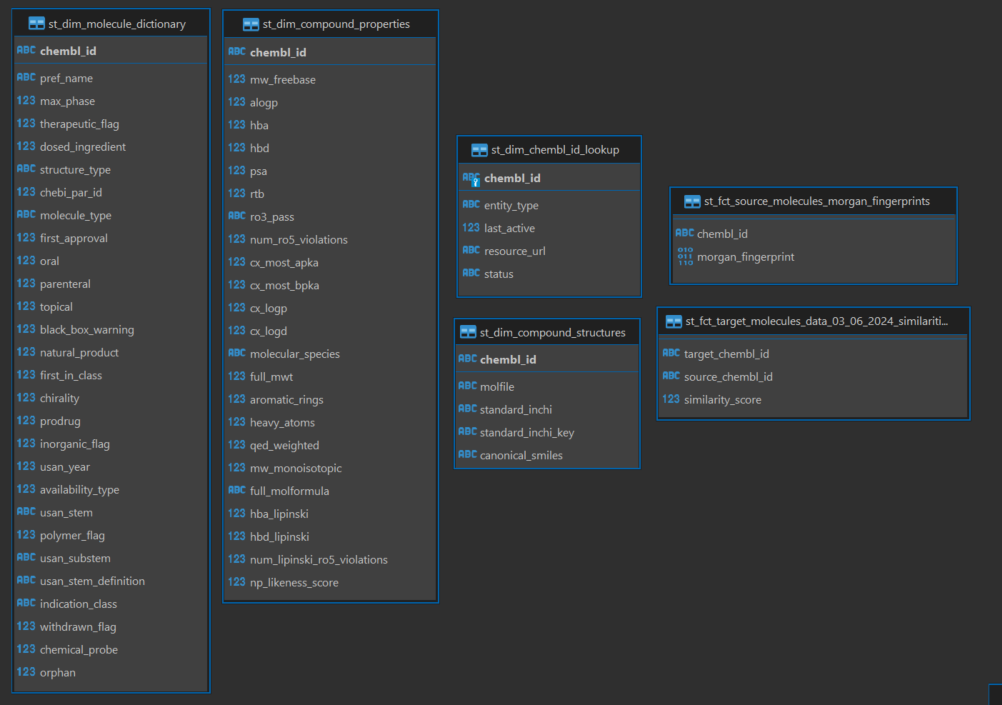 st_dim_molecule_dictionary
ABC chembl_id
ABC pref_name
123 max_phase
123 therapeutic_flag
123 dosed_ingredient
ABC structure_type
123 chebi_par_id
ABC molecule_type
123 first_approval
123 oral
123 parenteral
123 topical
123 black_box_warning
123 natural_product
123 first_in_class
123 chirality
123 prodrug
123 inorganic_flag
123 usan_year
123 availability_type
ABC usan_stem
123 polymer_flag
ABC usan_substem
ABC usan_stem_definition
ABC indication_class
123 withdrawn_flag
123 chemical_probe
123 orphan
st_dim_compound_properties
ABC chembl_id
123 mw_freebase
123 alogp
123 hba
123 hbd
123 psa
123 rtb
ABC ro3_pass
123 num_ro5_violations
123 cx_most_apka
123 cx_most_bpka
123 cx_logp
123 cx_logd
ABC molecular_species
123 full_mwt
123 aromatic_rings
123 heavy_atoms
123 qed_weighted
123 mw_monoisotopic
ABC full_molformula
123 hba_lipinski
123 hbd_lipinski
123 num_lipinski_ro5_violations
123 np_likeness_score
st_dim_chembl_id_lookup
ABC chembl_id
ABC entity_type
123 last_active
ABC resource_url
ABC status
st_dim_compound_structures
ABC chembl_id
ABC molfile
ABC standard_inchi
ABC standard_inchi_key
ABC canonical_smiles
st_fct_source_molecules_morgan_fingerprints
ABC chembl_id
010
011 morgan_fingerprint
110
st_fct_target_molecules_data_03_06_2024_similariti...
ABC target_chembl_id
ABC source_chembl_id
123 similarity_score